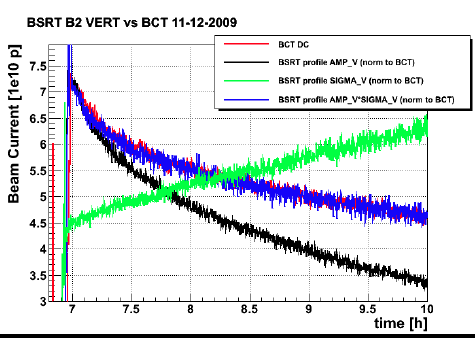 BSRT B2 VERT vs BCT 11-12-2009
BCT DC
BSRT profile AMP_V (norm to BCT)
BSRT profile SIGMA_V (norm to BCT)
BSRT profile AMP_V*SIGMA_V (norm to BCT)
Beam Current [1e10 p]
7.5
7
6.5
6
5.5
5
4.5
4
3.5
3
7 7.5 8 8.5 9 9.5 10
time [h]